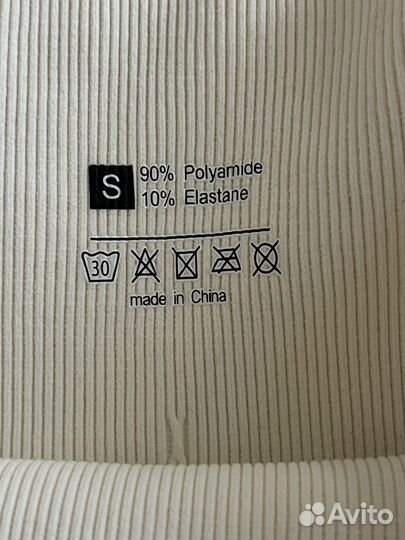 S
90% Polyamide
10% Elastane
30
made in China
Avito